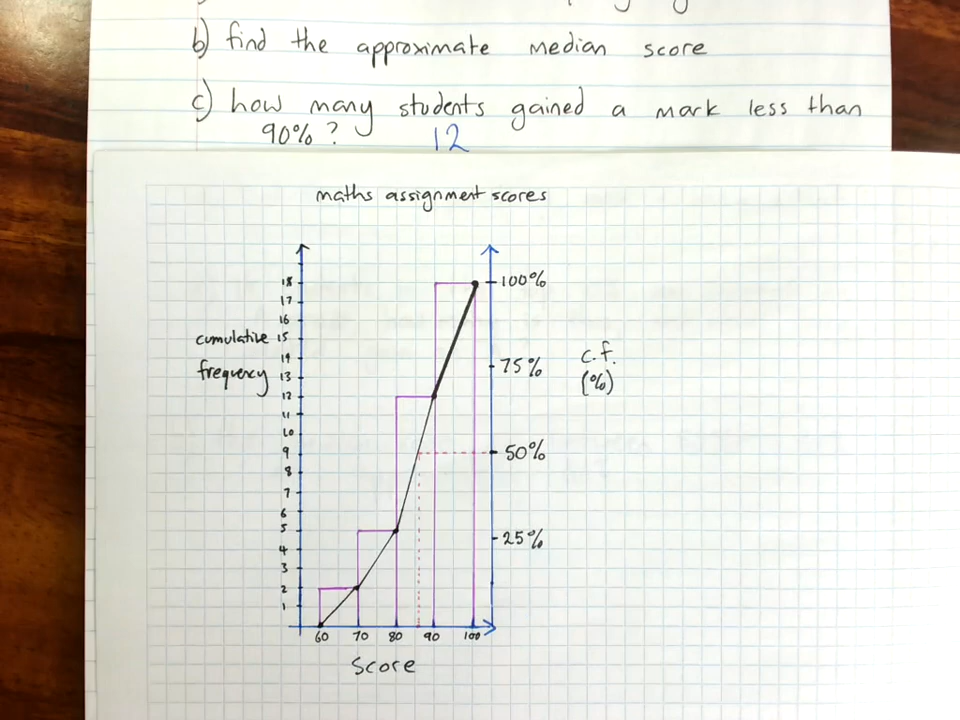 b) find the approximate median score
c) how many students gained a mark less than
90% ? 12
maths assignment scores
18
17
16
cumulative 15
14
frequency 13
12
11
10
9
8
7
6
5
4
3
2
1
100%
75%
50%
25%
c.f.
(%)
60 70 80 90 100
Score